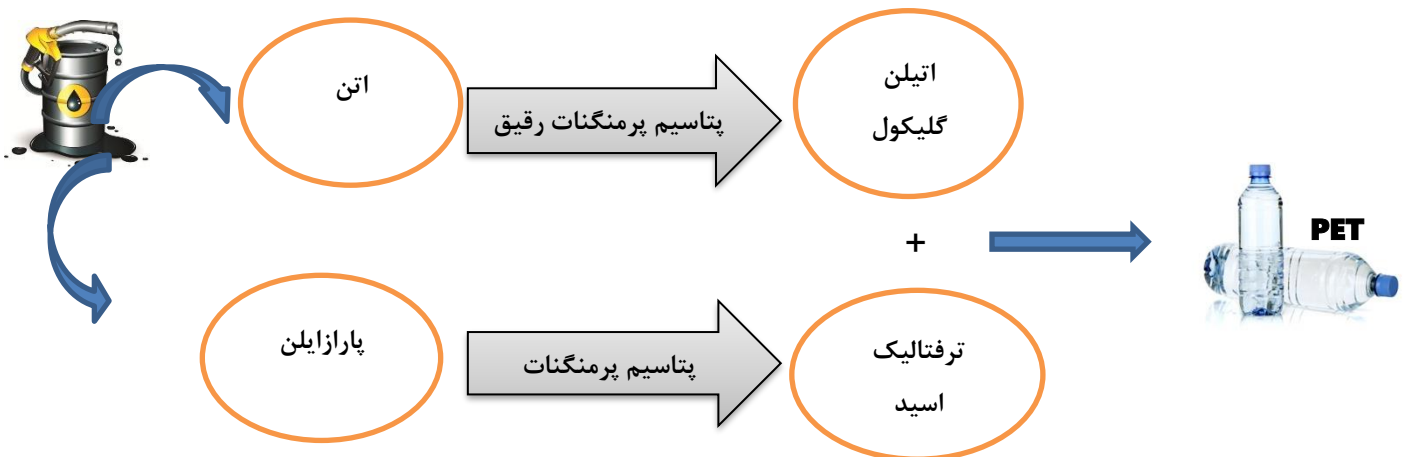 اتن
پتاسیم پرمنگنات رقیق
اتیلن
گلیکول
+
PET
پارازایلن
پتاسیم پرمنگنات
ترفتالیک
اسید